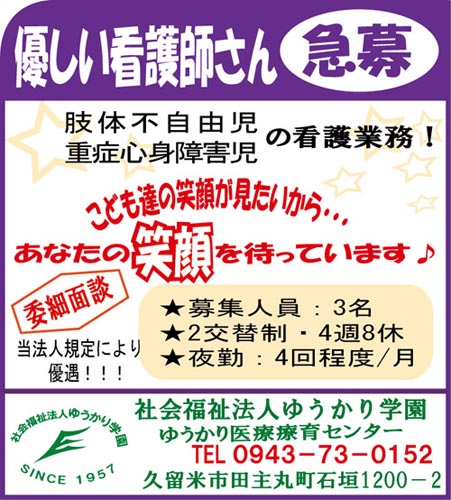 優しい看護師さん 急募
肢体不自由児
重症心身障害児
の看護業務！
こども達の笑顔が見たいから・・・
あなたの笑顔を待っています♪
委細面談
当法人規定により
優遇！！！
★募集人員：3名
★2交替制・4週8休
★夜勤：4回程度/月
社会福祉法人ゆうかり学園
SINCE 1957
社会福祉法人ゆうかり学園
ゆうかり医療療育センター
TEL 0943-73-0152
久留米市田主丸町石垣1200-2